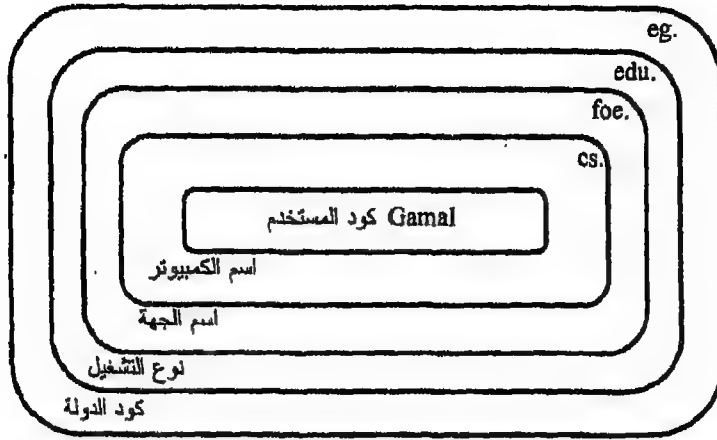 eg.
edu.
foe.
cs.
Gamal كود المستخدم
اسم الكمبيوتر
اسم الجهة
نوع التشغيل
كود الدولة